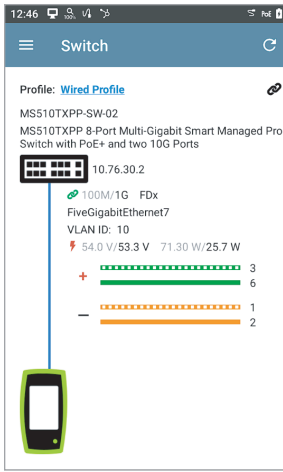 12:46 100% PoE
Switch
Profile: Wired Profile
MS510TXPP-SW-02
MS510TXPP 8-Port Multi-Gigabit Smart Managed Pro
Switch with PoE+ and two 10G Ports
10.76.30.2
100M/1G FDx
FiveGigabitEthernet7
VLAN ID: 10
54.0 V/53.3 V 71.30 W/25.7 W
+ 3
6
— 1
2